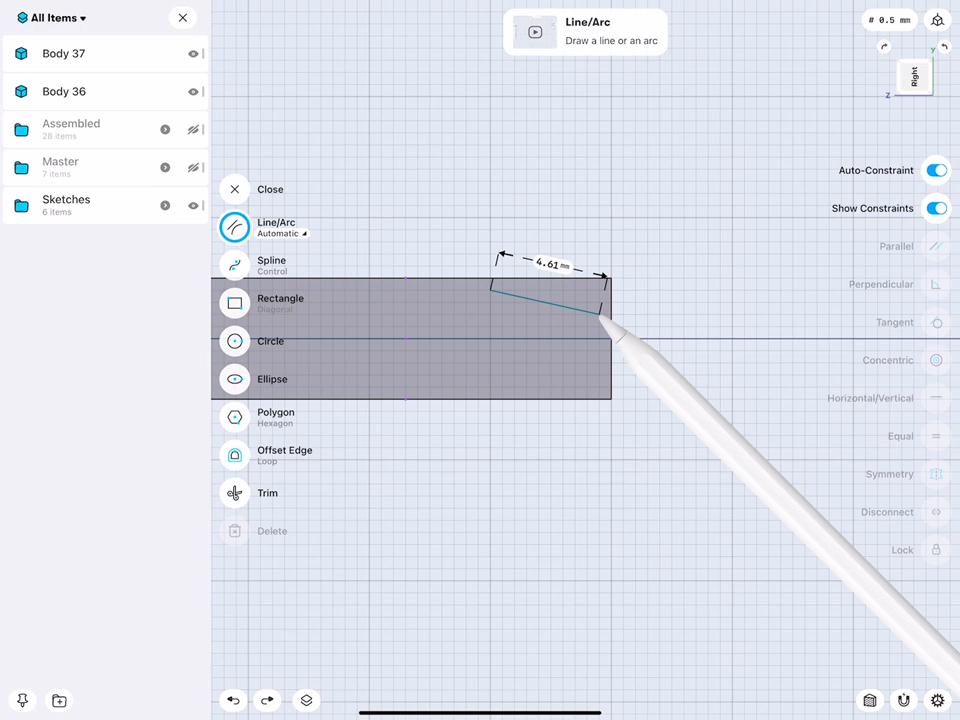 All Items
Body 37
Body 36
Assembled
28 items
Master
7 items
Sketches
6 items
Line/Arc
Draw a line or an arc
# 0.5 mm
y
Right
Z
Close
Line/Arc
Automatic
Spline
Control
Rectangle
Diagonal
Circle
Ellipse
Polygon
Hexagon
Offset Edge
Loop
Trim
Delete
4.61 mm
Auto-Constraint
Show Constraints
Parallel
Perpendicular
Tangent
Concentric
Horizontal/Vertical
Equal
Symmetry
Disconnect
Lock